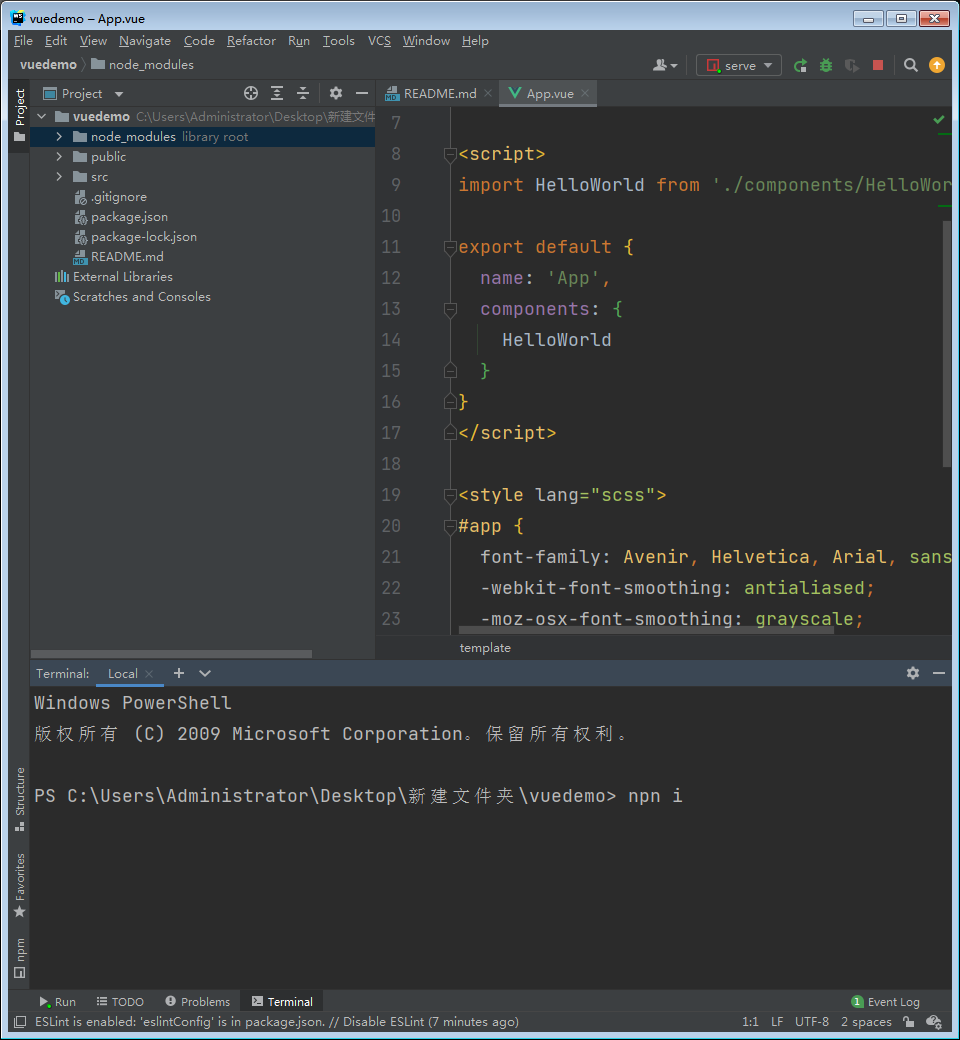 vuedemo – App.vue
File Edit View Navigate Code Refactor Run Tools VCS Window Help
vuedemo node_modules serve
Project README.md App.vue
Project
vuedemo C:\Users\Administrator\Desktop\新建文件
node_modules library root
public
src
.gitignore
package.json
package-lock.json
README.md
External Libraries
Scratches and Consoles
7
8 <script>
9 import HelloWorld from './components/HelloWor
10
11 export default {
12 name: 'App',
13 components: {
14 HelloWorld
15 }
16 }
17 </script>
18
19 <style lang="scss">
20 #app {
21 font-family: Avenir, Helvetica, Arial, sans
22 -webkit-font-smoothing: antialiased;
23 -moz-osx-font-smoothing: grayscale;
template
Terminal: Local
Windows PowerShell
版权所有 (C) 2009 Microsoft Corporation。保留所有权利。
PS C:\Users\Administrator\Desktop\新建文件夹\vuedemo> npn i
Structure
Favorites
npm
Run TODO Problems Terminal 1 Event Log
ESLint is enabled: 'eslintConfig' is in package.json. // Disable ESLint (7 minutes ago) 1:1 LF UTF-8 2 spaces